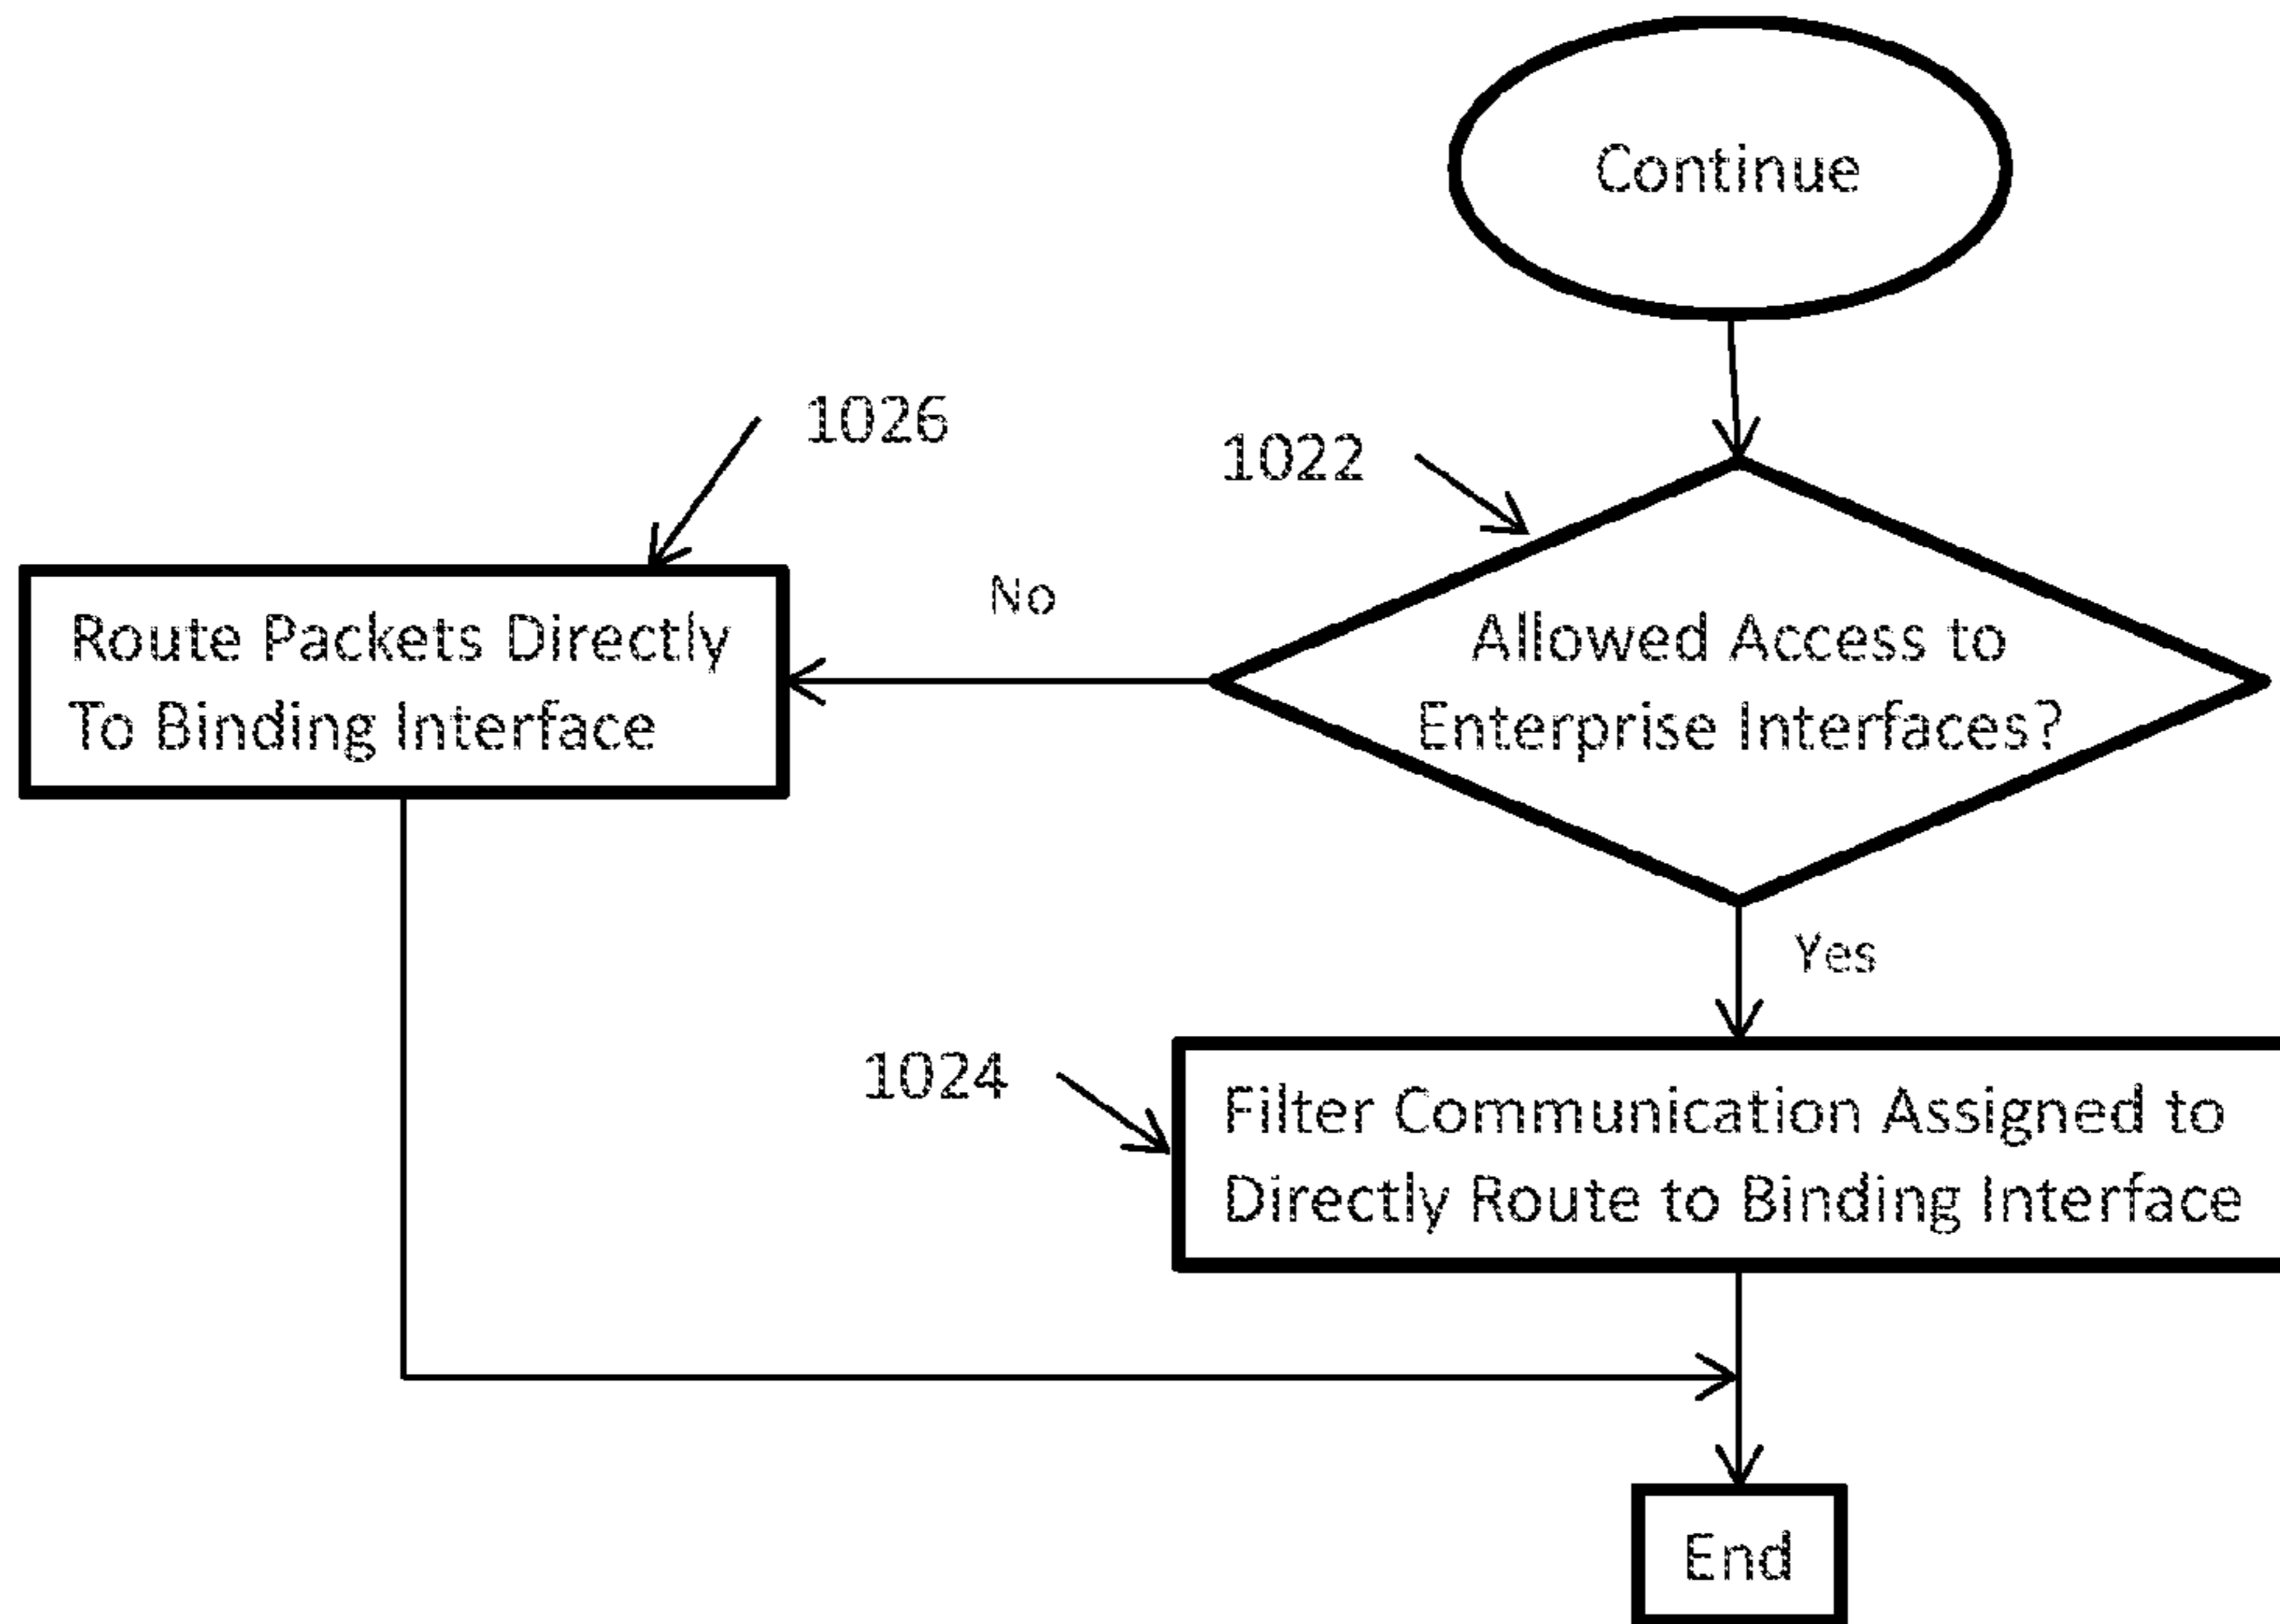 Continue
1026
1022
No
Route Packets Directly
To Binding Interface
Allowed Access to
Enterprise Interfaces?
Yes
1024
Filter Communication Assigned to
Directly Route to Binding Interface
End